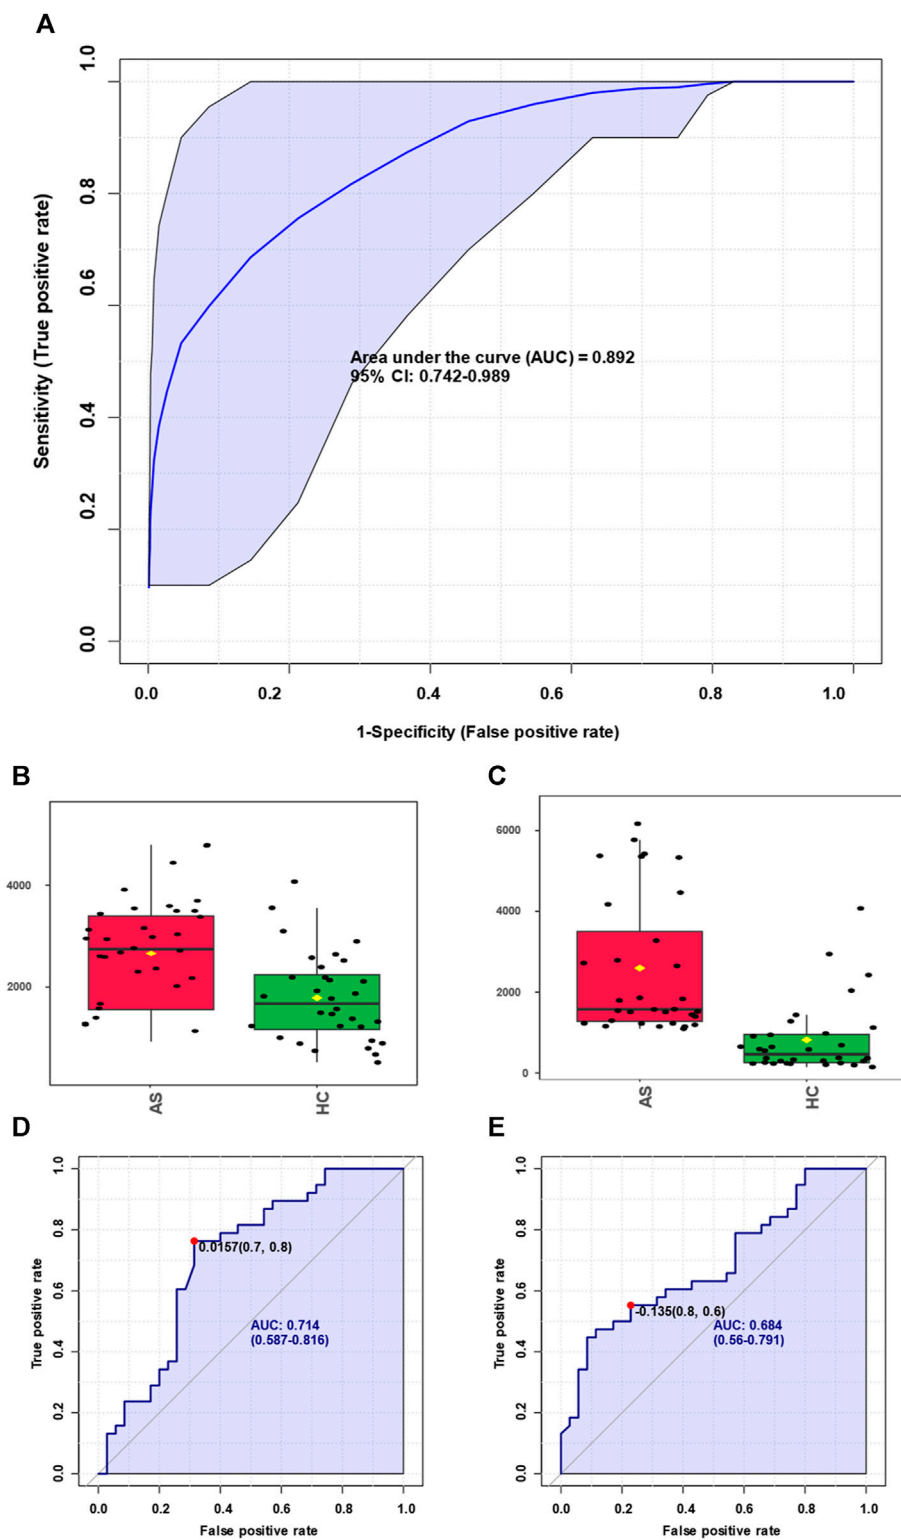 A
Sensitivity (True positive rate)
1.0
0.8
0.6
0.4
0.2
0.0
Area under the curve (AUC) = 0.892
95% CI: 0.742-0.989
0.0 0.2 0.4 0.6 0.8 1.0
1-Specificity (False positive rate)
B
4000
2000
AS HC
C
6000
4000
2000
0
AS HC
D
True positive rate
1.0
0.8
0.6
0.4
0.2
0.0
0.0157(0.7, 0.8)
AUC: 0.714
(0.587-0.816)
0.0 0.2 0.4 0.6 0.8 1.0
False positive rate
E
True positive rate
1.0
0.8
0.6
0.4
0.2
0.0
-0.135(0.8, 0.6)
AUC: 0.684
(0.56-0.791)
0.0 0.2 0.4 0.6 0.8 1.0
False positive rate